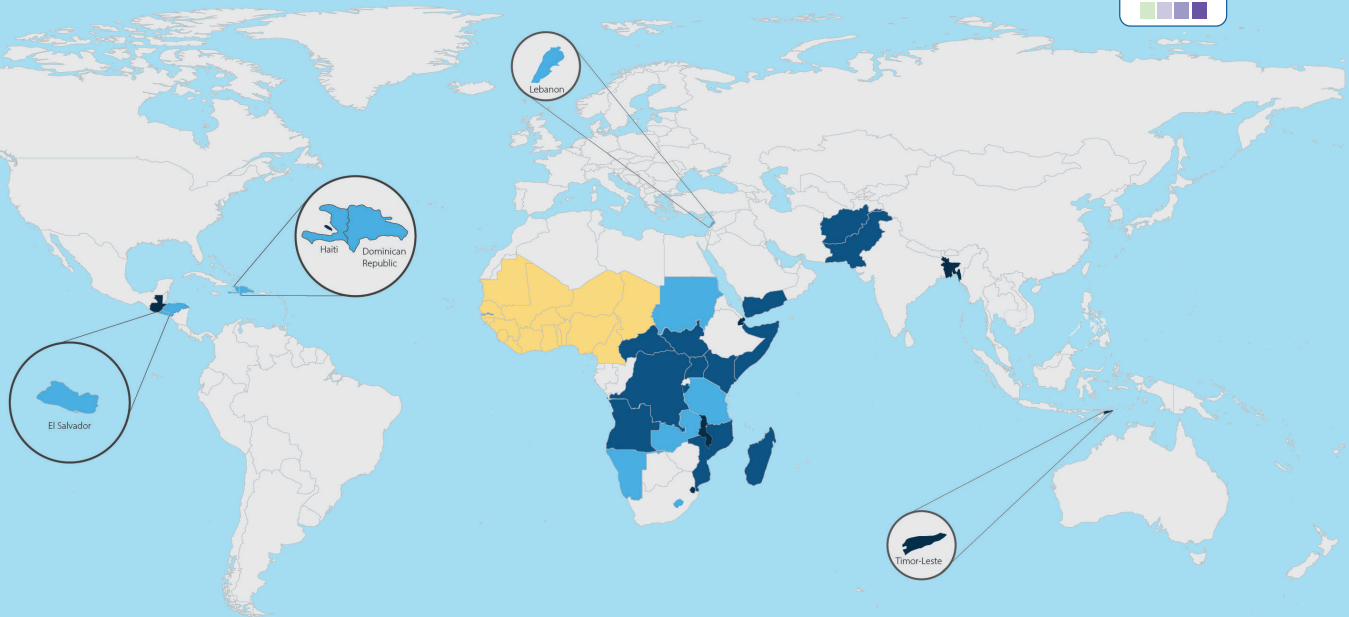 Lebanon
Haiti
Dominican
Republic
El Salvador
Timor-Leste